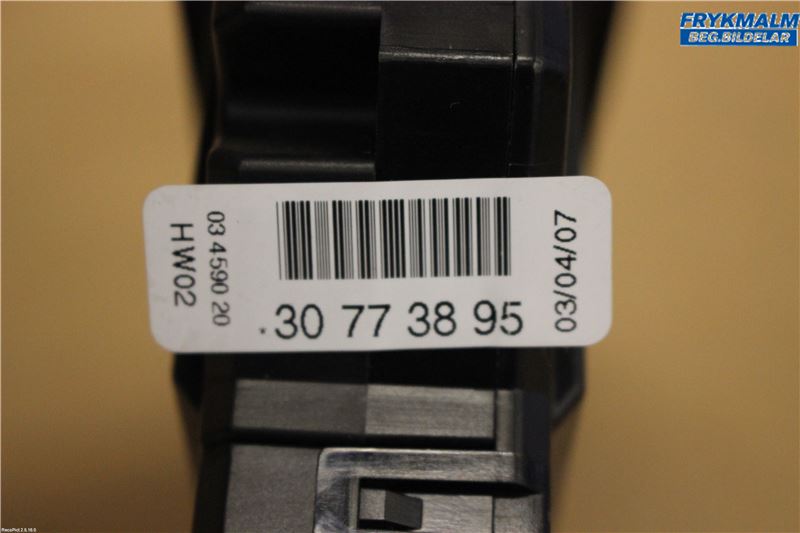 FRYKMALM
BEG.BILDELAR
03 4590 20
HW02
.30 77 38 95
03/04/07